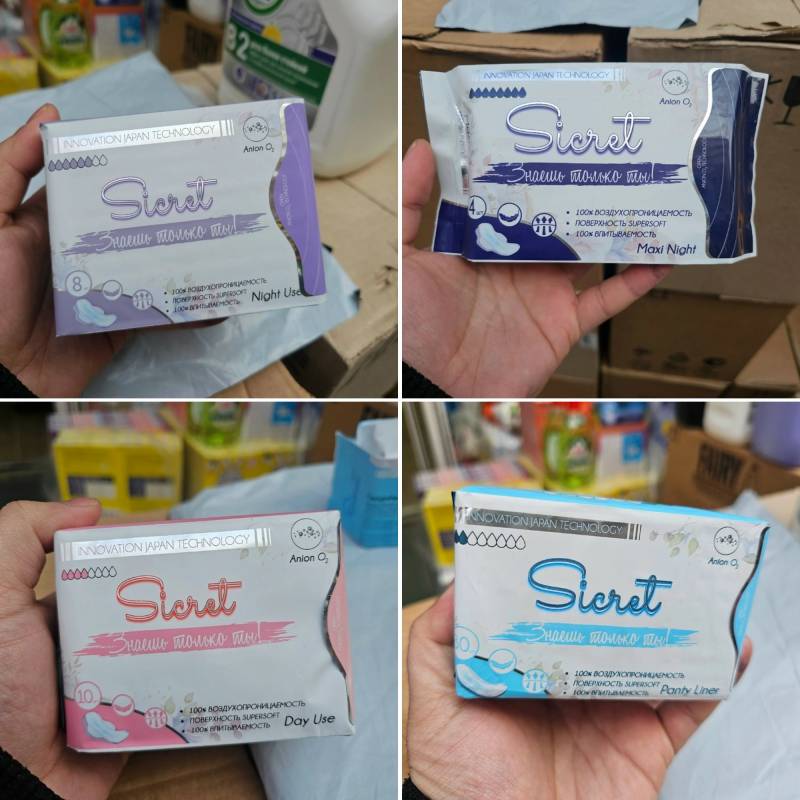 B2
INNOVATION JAPAN TECHNOLOGY
Anion O₂
Sicret
Знаешь только ты!
8
• 100% ВОЗДУХОПРОНИЦАЕМОСТЬ
• ПОВЕРХНОСТЬ SUPERSOFT
• 100% ВПИТЫВАЕМОСТЬ
Night Use
INNOVATION JAPAN TECHNOLOGY
Anion O₂
Sicret
Знаешь только ты!
4 шт
• 100% ВОЗДУХОПРОНИЦАЕМОСТЬ
• ПОВЕРХНОСТЬ SUPERSOFT
• 100% ВПИТЫВАЕМОСТЬ
Maxi Night
INNOVATION JAPAN TECHNOLOGY
Anion O₂
Sicret
Знаешь только ты!
10
• 100% ВОЗДУХОПРОНИЦАЕМОСТЬ
• ПОВЕРХНОСТЬ SUPERSOFT
• 100% ВПИТЫВАЕМОСТЬ
Day Use
FAIRY
INNOVATION JAPAN TECHNOLOGY
Anion O₂
Sicret
Знаешь только ты!
• 100% ВОЗДУХОПРОНИЦАЕМОСТЬ
• ПОВЕРХНОСТЬ SUPERSOFT
• 100% ВПИТЫВАЕМОСТЬ
Panty Liner